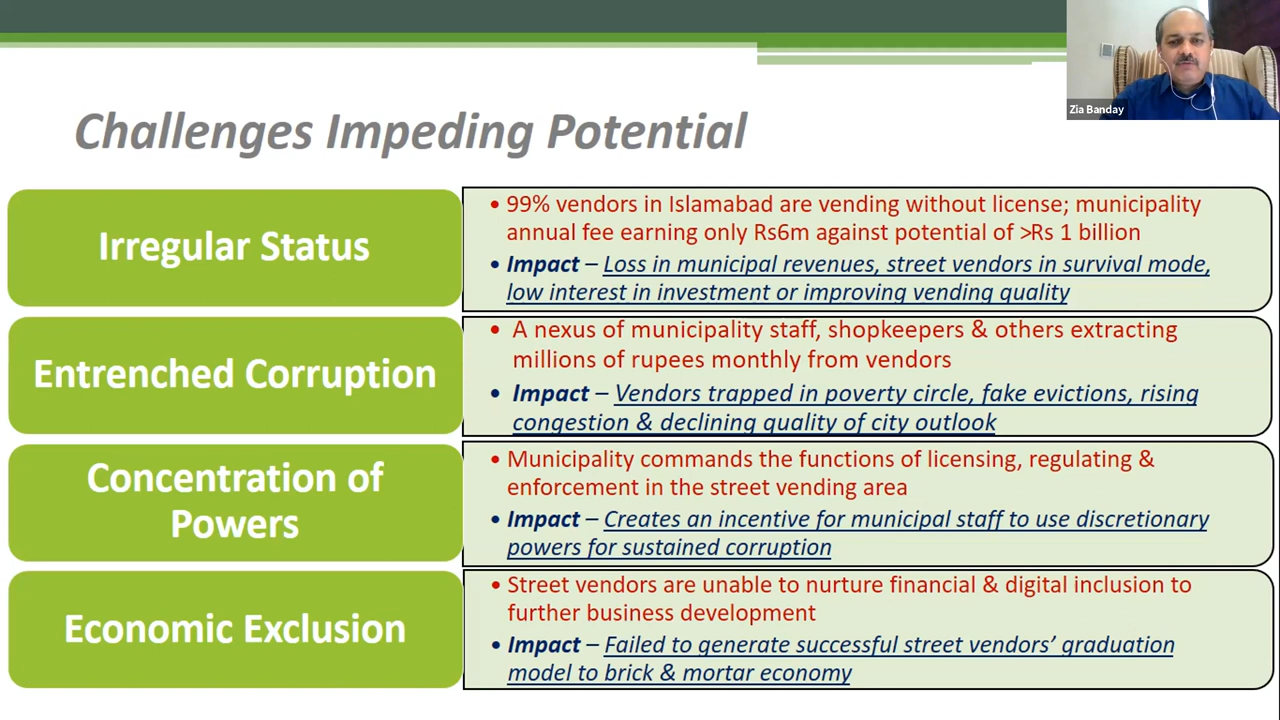 Zia Banday
Challenges Impeding Potential
Irregular Status
• 99% vendors in Islamabad are vending without license; municipality
annual fee earning only Rs6m against potential of >Rs 1 billion
• Impact – Loss in municipal revenues, street vendors in survival mode,
low interest in investment or improving vending quality
Entrenched Corruption
• A nexus of municipality staff, shopkeepers & others extracting
millions of rupees monthly from vendors
• Impact – Vendors trapped in poverty circle, fake evictions, rising
congestion & declining quality of city outlook
Concentration of
Powers
• Municipality commands the functions of licensing, regulating &
enforcement in the street vending area
• Impact – Creates an incentive for municipal staff to use discretionary
powers for sustained corruption
Economic Exclusion
• Street vendors are unable to nurture financial & digital inclusion to
further business development
• Impact – Failed to generate successful street vendors’ graduation
model to brick & mortar economy